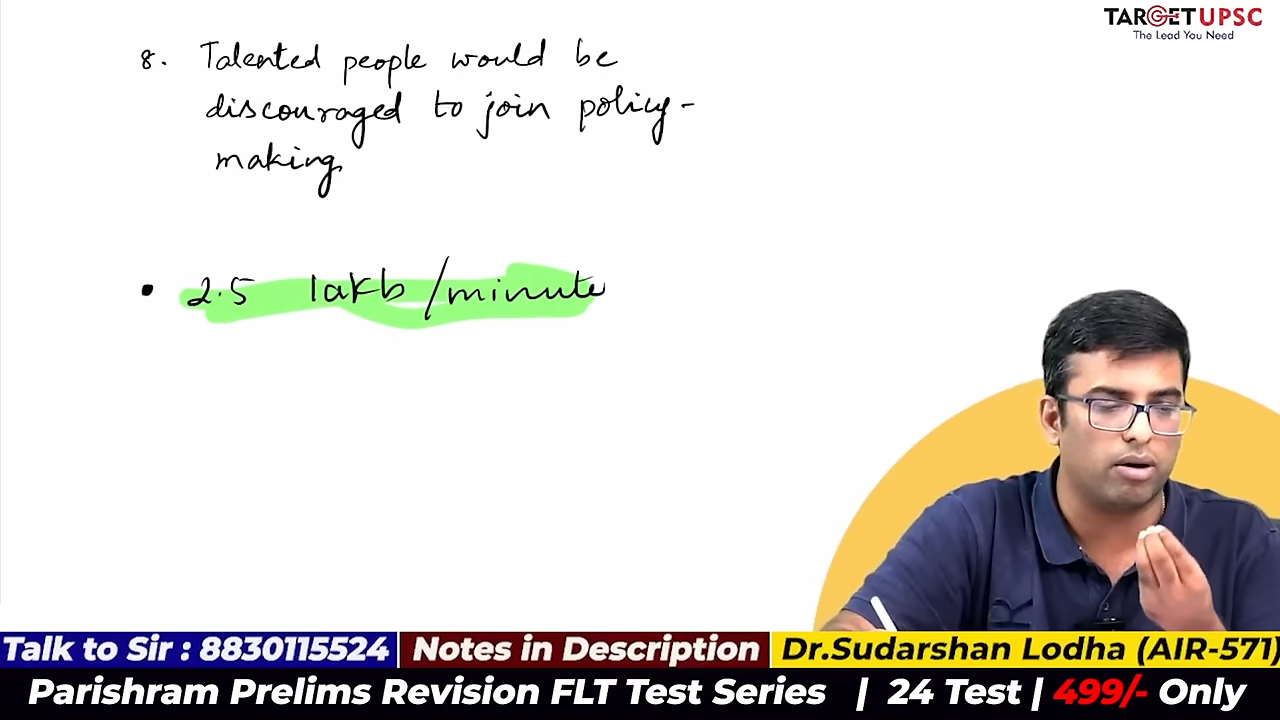 TARGET UPSC
The Lead You Need
8. Talented people would be
discouraged to join policy-
making
• 2.5 lakh/minute
Talk to Sir : 8830115524 | Notes in Description | Dr.Sudarshan Lodha (AIR-571)
Parishram Prelims Revision FLT Test Series | 24 Test | 499/- Only